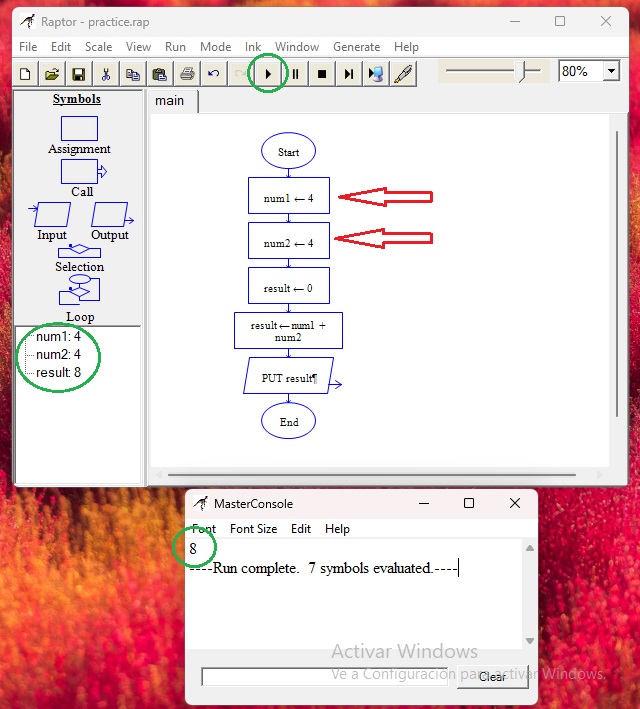 Raptor - practice.rap
File Edit Scale View Run Mode Ink Window Generate Help
80%
Symbols
Assignment
Call
Input Output
Selection
Loop
num1: 4
num2: 4
result: 8
main
Start
num1 ← 4
num2 ← 4
result ← 0
result ← num1 +
num2
PUT result¶
End
MasterConsole
Font Font Size Edit Help
8
----Run complete.  7 symbols evaluated.----
Activar Windows
Ve a Configuración para activar Windows.
Clear